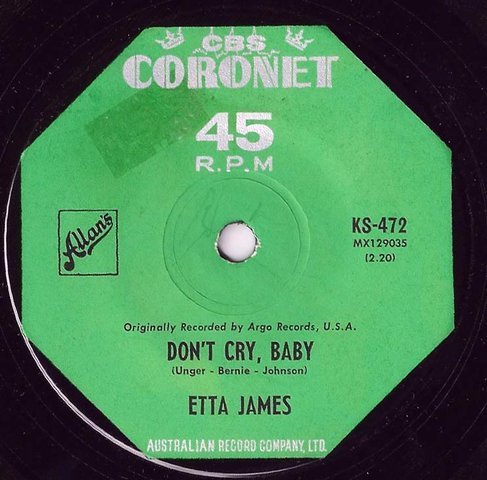 CBS
CORONET
45
R.P.M
Allan's
KS-472
MX129035
(2.20)
Originally Recorded by Argo Records, U.S.A.
DON'T CRY, BABY
(Unger - Bernie - Johnson)
ETTA JAMES
AUSTRALIAN RECORD COMPANY, LTD.